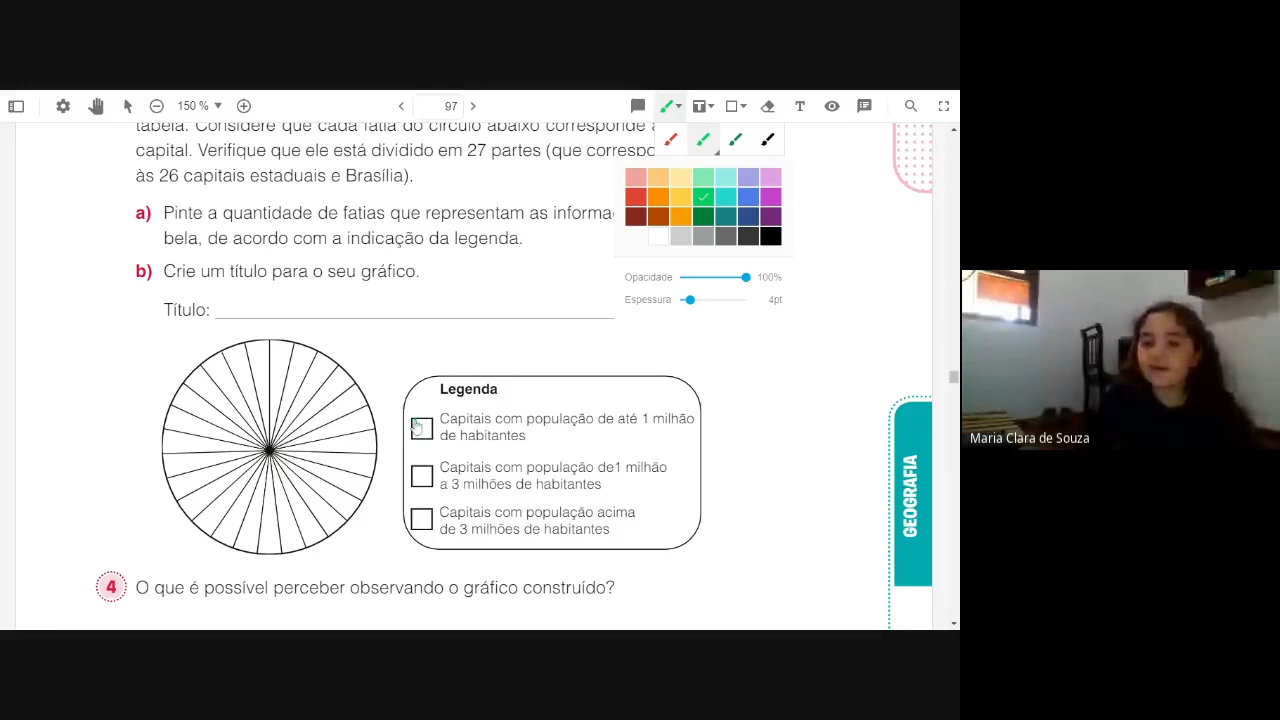 150 %
97
tabela. Considere que cada fatia do círculo abaixo corresponde
capital. Verifique que ele está dividido em 27 partes (que
às 26 capitais estaduais e Brasília).
a) Pinte a quantidade de fatias que representam as
bela, de acordo com a indicação da legenda.
b) Crie um título para o seu gráfico.
Título:
Opacidade 100%
Espessura 4pt
Legenda
Capitais com população de até 1 milhão
de habitantes
Capitais com população de1 milhão
a 3 milhões de habitantes
Capitais com população acima
de 3 milhões de habitantes
4 O que é possível perceber observando o gráfico construído?
GEOGRAFIA
Maria Clara de Souza